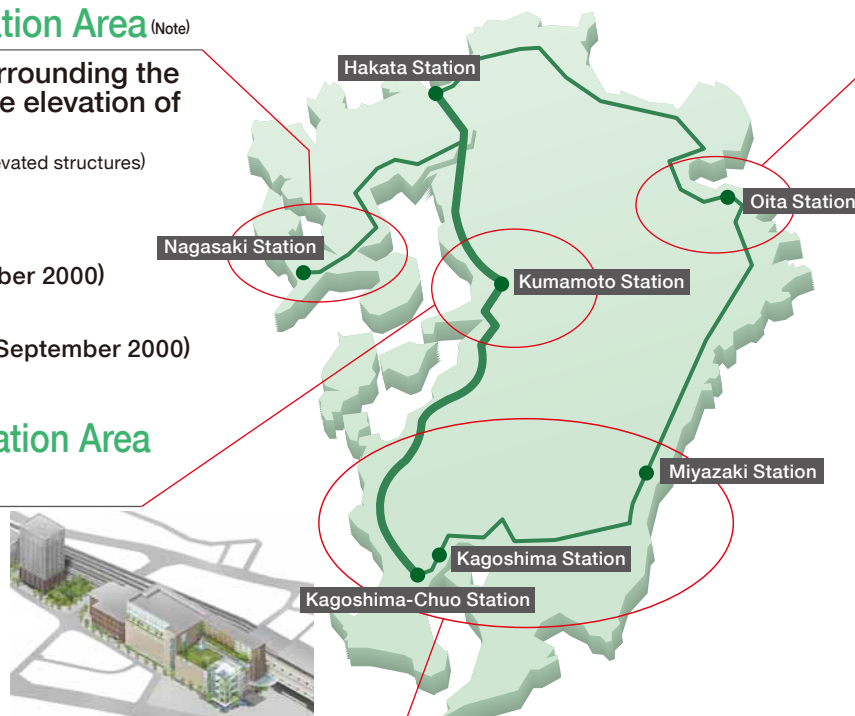 ation Area (Note)
rrounding the
e elevation of
evated structures)
ber 2000)
September 2000)
ation Area
Hakata Station
Oita Station
Nagasaki Station
Kumamoto Station
Miyazaki Station
Kagoshima Station
Kagoshima-Chuo Station